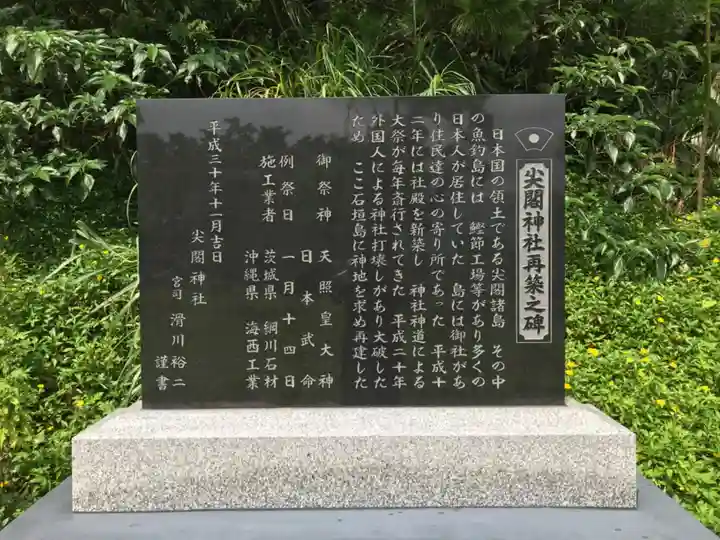 尖閣神社再築之碑
日本国の領土である尖閣諸島　その中
の魚釣島には　鰹節工場等があり多くの
日本人が居住していた　島には御社があ
り住民達の心の寄り所であった　平成十
二年には社殿を新築し　神社神道による
大祭が毎年斎行されてきた　平成二十年
外国人による神社打壊しがあり大破した
ため　ここ石垣島に神地を求め再建した
御祭神　天照皇大神
日本武命
例祭日　一月十四日
施工業者　茨城県　綱川石材
沖縄県　海西工業
平成三十年十一月吉日
尖閣神社
宮司　滑川裕二
謹書